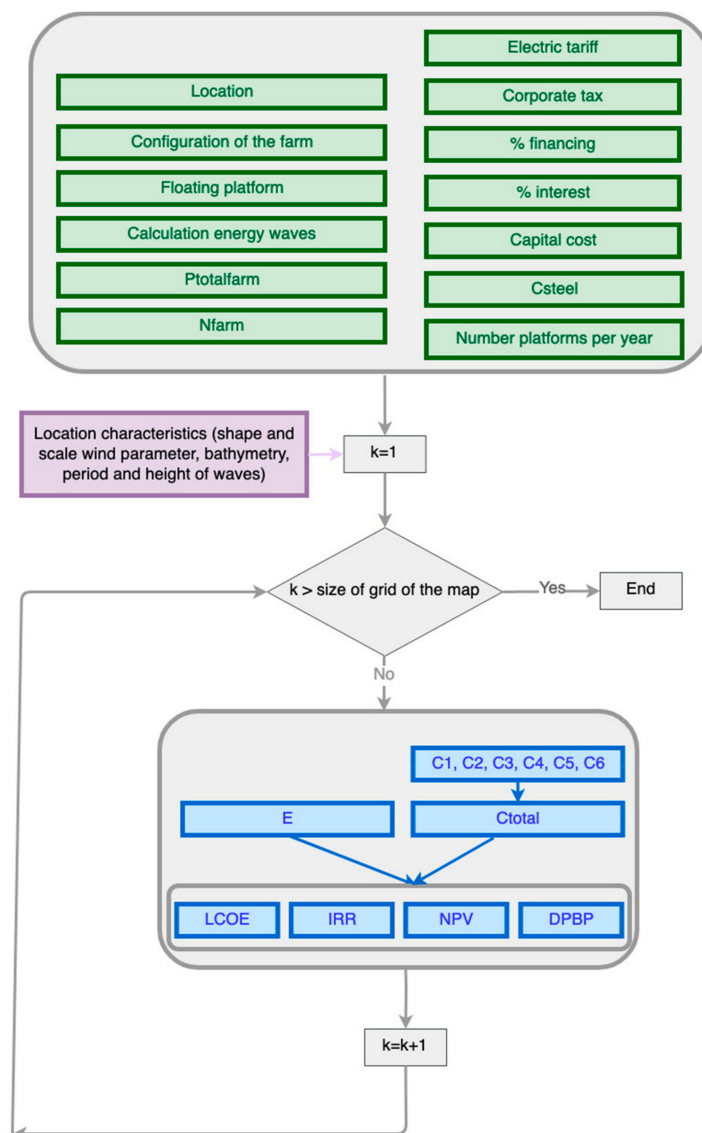 Location
Configuration of the farm
Floating platform
Calculation energy waves
Ptotalfarm
Nfarm
Electric tariff
Corporate tax
% financing
% interest
Capital cost
Csteel
Number platforms per year
Location characteristics (shape and
scale wind parameter, bathymetry,
period and height of waves)
k=1
k > size of grid of the map
Yes
End
No
C1, C2, C3, C4, C5, C6
E
Ctotal
LCOE
IRR
NPV
DPBP
k=k+1